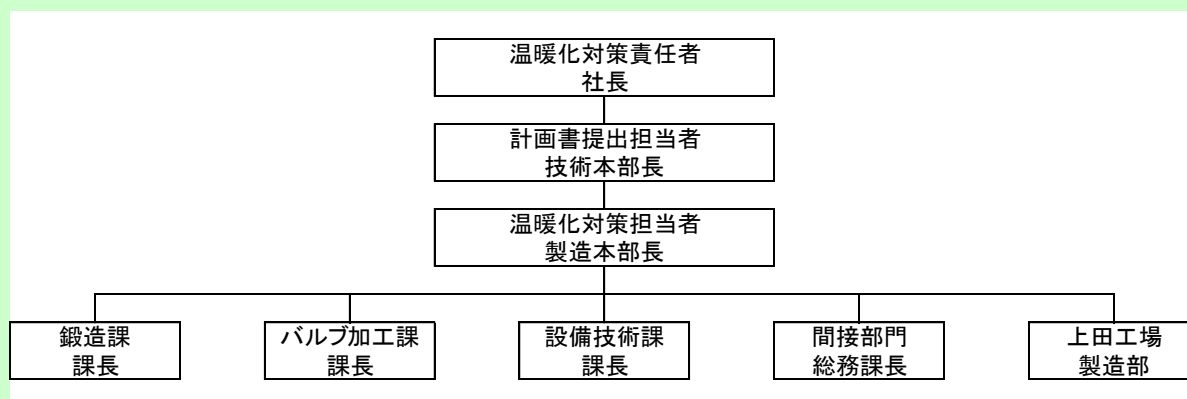 温暖化対策責任者
社長
計画書提出担当者
技術本部長
温暖化対策担当者
製造本部長
鍛造課
課長
バルブ加工課
課長
設備技術課
課長
間接部門
総務課長
上田工場
製造部